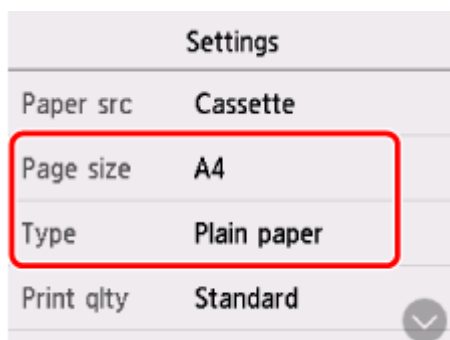 Settings
Paper src Cassette
Page size A4
Type Plain paper
Print qlty Standard